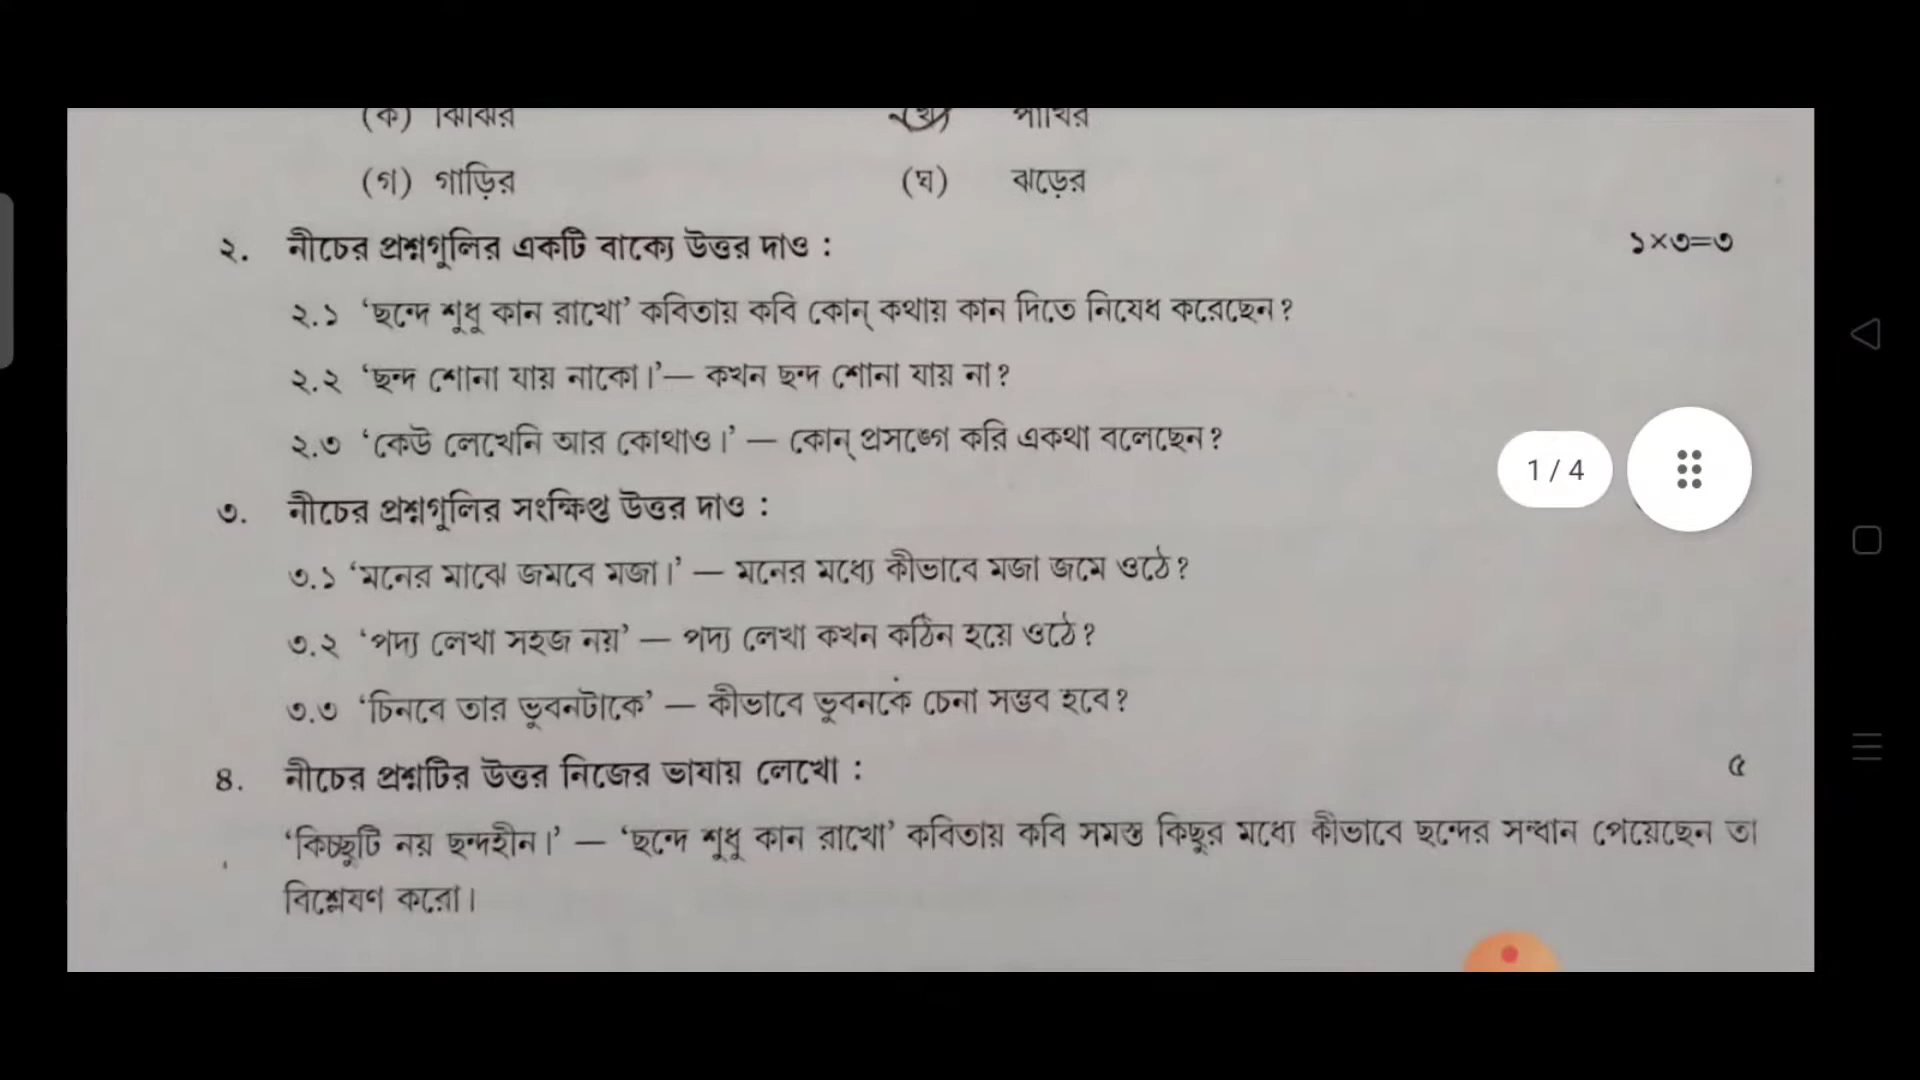 (ক) ঝিঁঝির (খ) পাখির
(গ) গাড়ির (ঘ) ঝড়ের
২. নীচের প্রশ্নগুলির একটি বাক্যে উত্তর দাও : ১×৩=৩
২.১ ‘ছন্দে শুধু কান রাখো’ কবিতায় কবি কোন্ কথায় কান দিতে নিষেধ করেছেন?
২.২ ‘ছন্দ শোনা যায় নাকো।’— কখন ছন্দ শোনা যায় না?
২.৩ ‘কেউ লেখেনি আর কোথাও।’ — কোন্ প্রসঙ্গে করি একথা বলেছেন?
1 / 4
৩. নীচের প্রশ্নগুলির সংক্ষিপ্ত উত্তর দাও :
৩.১ ‘মনের মাঝে জমবে মজা।’ — মনের মধ্যে কীভাবে মজা জমে ওঠে?
৩.২ ‘পদ্য লেখা সহজ নয়’ — পদ্য লেখা কখন কঠিন হয়ে ওঠে?
৩.৩ ‘চিনবে তার ভুবনটাকে’ — কীভাবে ভুবনকে চেনা সম্ভব হবে?
৪. নীচের প্রশ্নটির উত্তর নিজের ভাষায় লেখো : ৫
‘কিচ্ছুটি নয় ছন্দহীন।’ — ‘ছন্দে শুধু কান রাখো’ কবিতায় কবি সমস্ত কিছুর মধ্যে কীভাবে ছন্দের সন্ধান পেয়েছেন তা
বিশ্লেষণ করো।